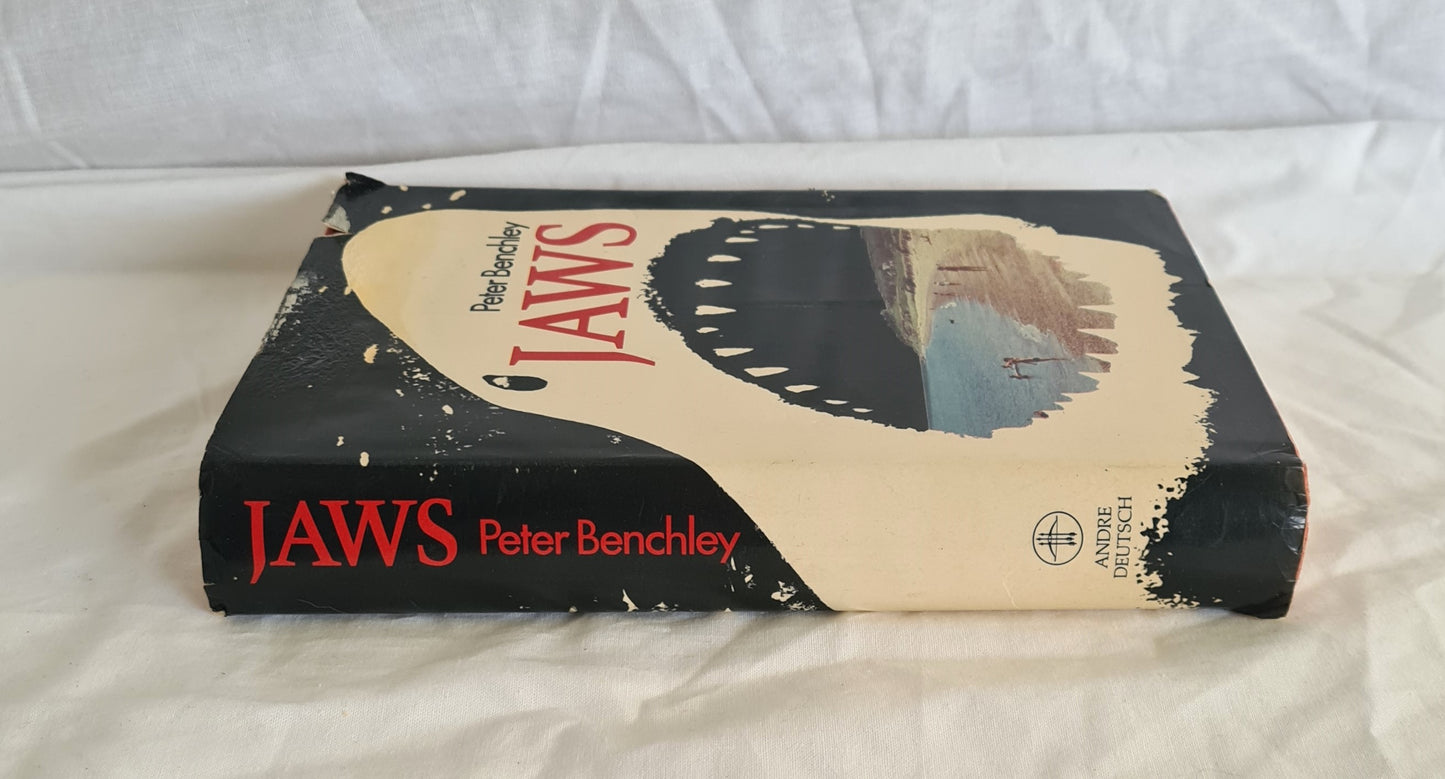 Peter Benchley
JAWS
JAWS Peter Benchley
ANDRE
DEUTSCH